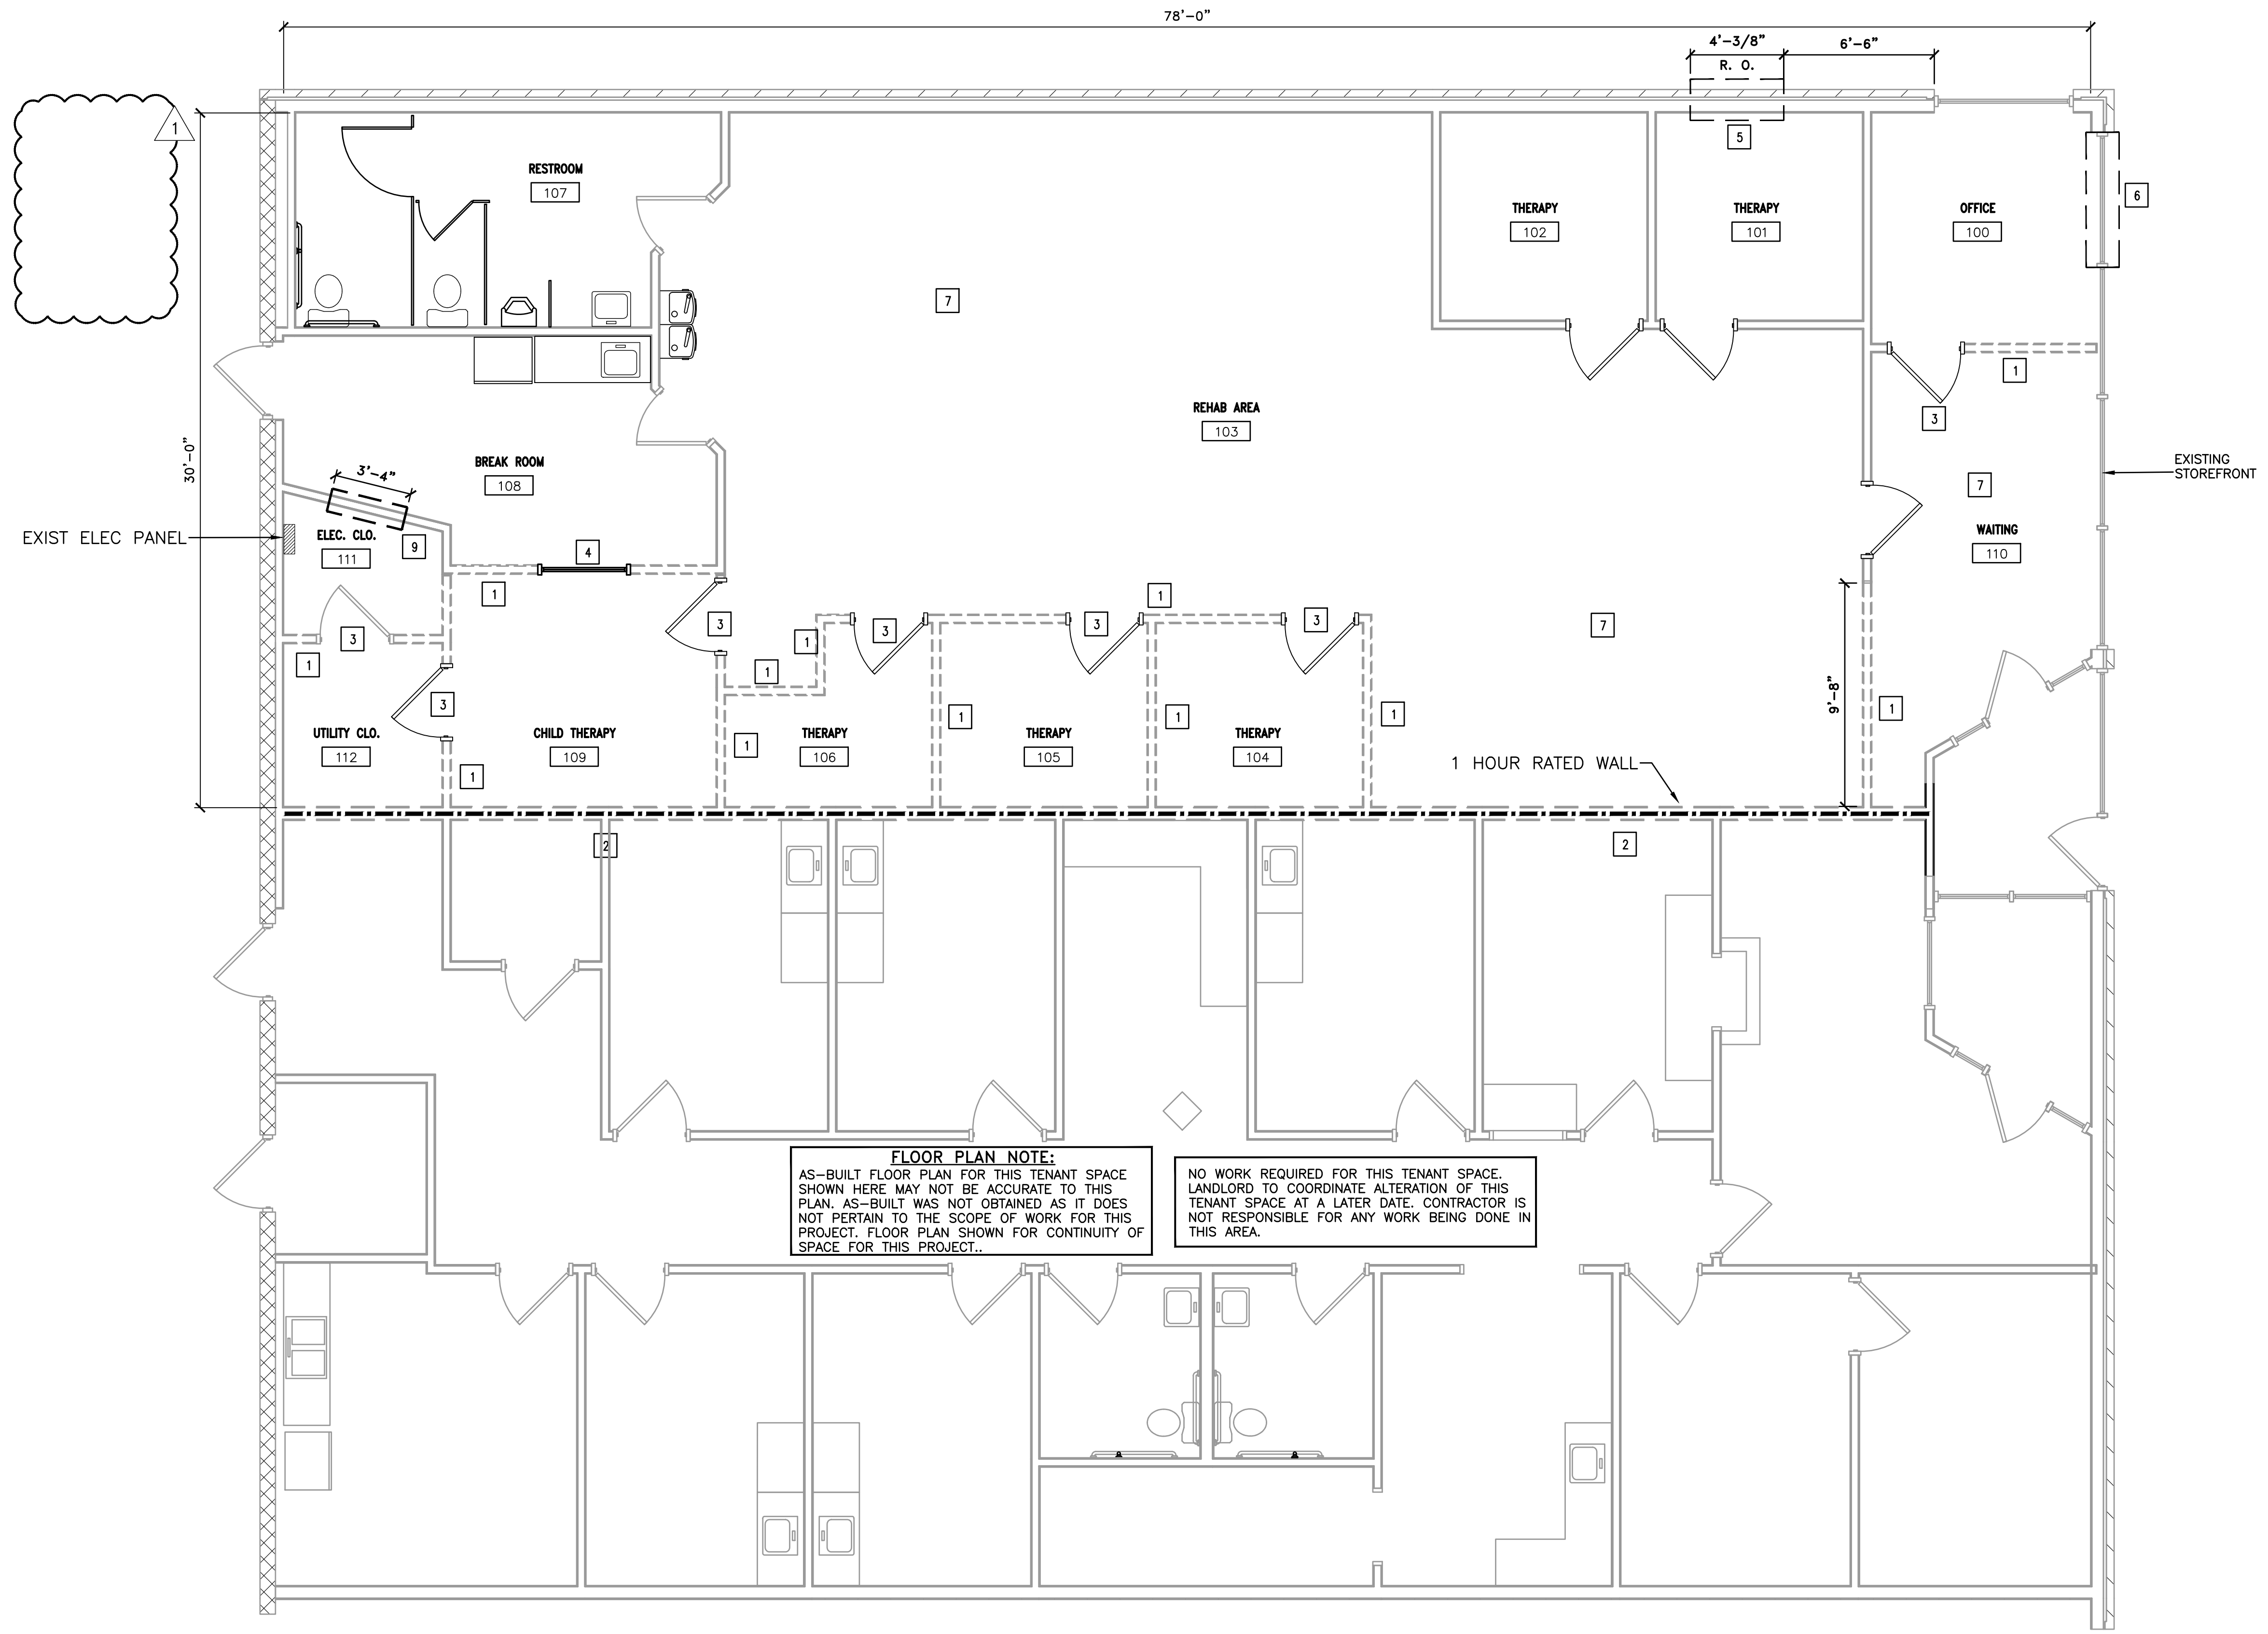 78'-0"
4'-3/8"
6'-6"
R. O.
1
5
RESTROOM
107
THERAPY
102
THERAPY
101
OFFICE
100
6
7
1
3
REHAB AREA
103
30'-0"
BREAK ROOM
108
3'-4"
EXISTING
STOREFRONT
7
WAITING
110
EXIST ELEC PANEL
ELEC. CLO.
111
9
4
1
1
3
3
3
3
7
3
1
1
1
9'-8"
3
1
1
1
1
1
UTILITY CLO.
112
CHILD THERAPY
109
THERAPY
106
THERAPY
105
THERAPY
104
1
1 HOUR RATED WALL
2
2
FLOOR PLAN NOTE:
AS-BUILT FLOOR PLAN FOR THIS TENANT SPACE
SHOWN HERE MAY NOT BE ACCURATE TO THIS
PLAN. AS-BUILT WAS NOT OBTAINED AS IT DOES
NOT PERTAIN TO THE SCOPE OF WORK FOR THIS
PROJECT. FLOOR PLAN SHOWN FOR CONTINUITY OF
SPACE FOR THIS PROJECT..
NO WORK REQUIRED FOR THIS TENANT SPACE.
LANDLORD TO COORDINATE ALTERATION OF THIS
TENANT SPACE AT A LATER DATE. CONTRACTOR IS
NOT RESPONSIBLE FOR ANY WORK BEING DONE IN
THIS AREA.